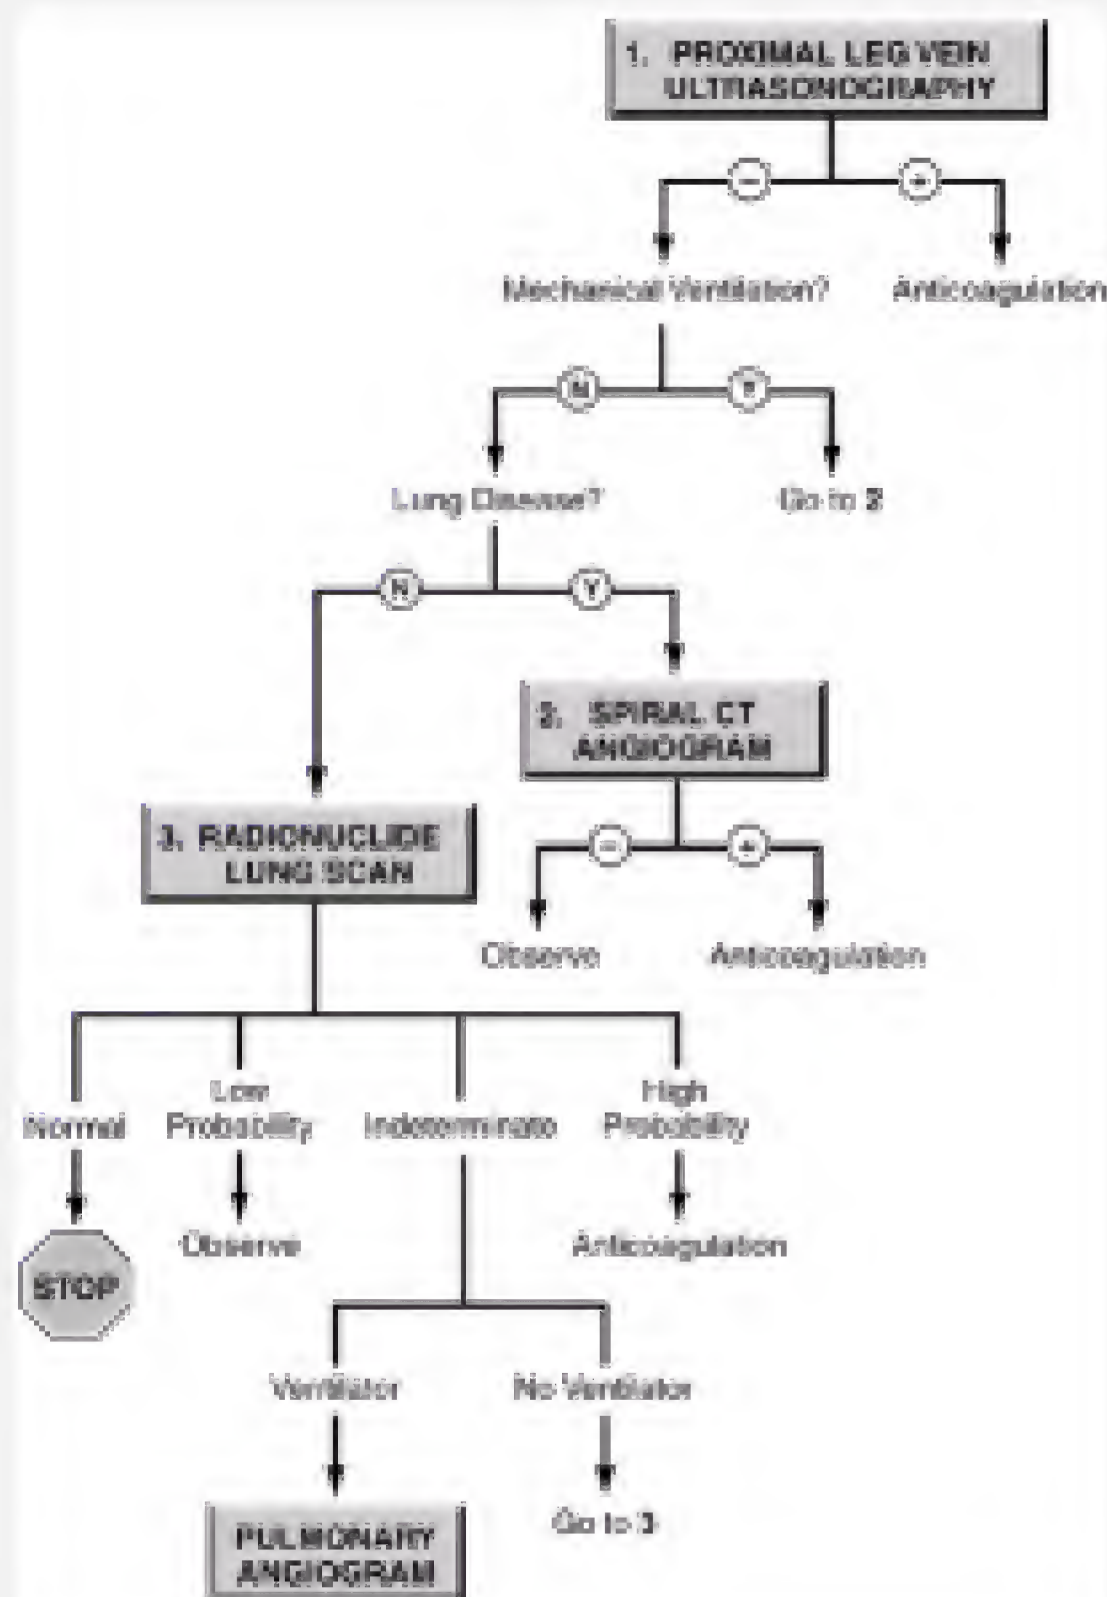 1. PROXIMAL LEG VEIN
ULTRASONOGRAPHY
−
+
Mechanical Ventilation?
Anticoagulation
N
Y
Lung Disease?
Go to 2
N
Y
2. SPIRAL CT
ANGIOGRAM
3. RADIONUCLIDE
LUNG SCAN
−
+
Observe
Anticoagulation
Normal
Low
Probability
Indeterminate
High
Probability
STOP
Observe
Anticoagulation
Ventilator
No Ventilator
PULMONARY
ANGIOGRAM
Go to 3